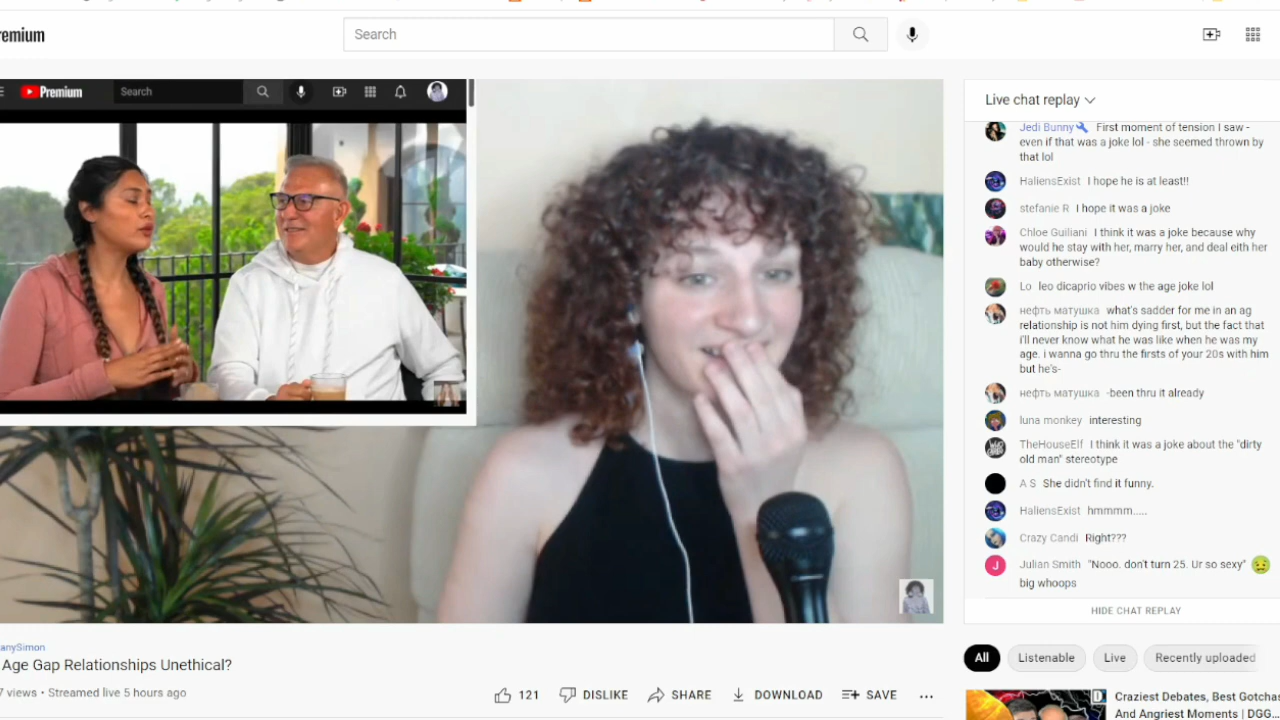 remium
Search
Premium
Search
Live chat replay
Jedi Bunny First moment of tension I saw -
even if that was a joke lol - she seemed thrown by
that lol
HaliensExist I hope he is at least!!
stefanie R I hope it was a joke
Chloe Guiliani I think it was a joke because why
would he stay with her, marry her, and deal eith her
baby otherwise?
Lo leo dicaprio vibes w the age joke lol
нефть матушка what's sadder for me in an ag
relationship is not him dying first, but the fact that
i'll never know what he was like when he was my
age. i wanna go thru the firsts of your 20s with him
but he's-
нефть матушка -been thru it already
luna monkey interesting
TheHouseElf I think it was a joke about the "dirty
old man" stereotype
A S She didn't find it funny.
HaliensExist hmmmm.....
Crazy Candi Right???
J Julian Smith "Nooo. don't turn 25. Ur so sexy"
big whoops
HIDE CHAT REPLAY
anySimon
Age Gap Relationships Unethical?
7 views • Streamed live 5 hours ago
121
DISLIKE
SHARE
DOWNLOAD
SAVE
All
Listenable
Live
Recently uploaded
Craziest Debates, Best Gotchas
And Angriest Moments | DGG...